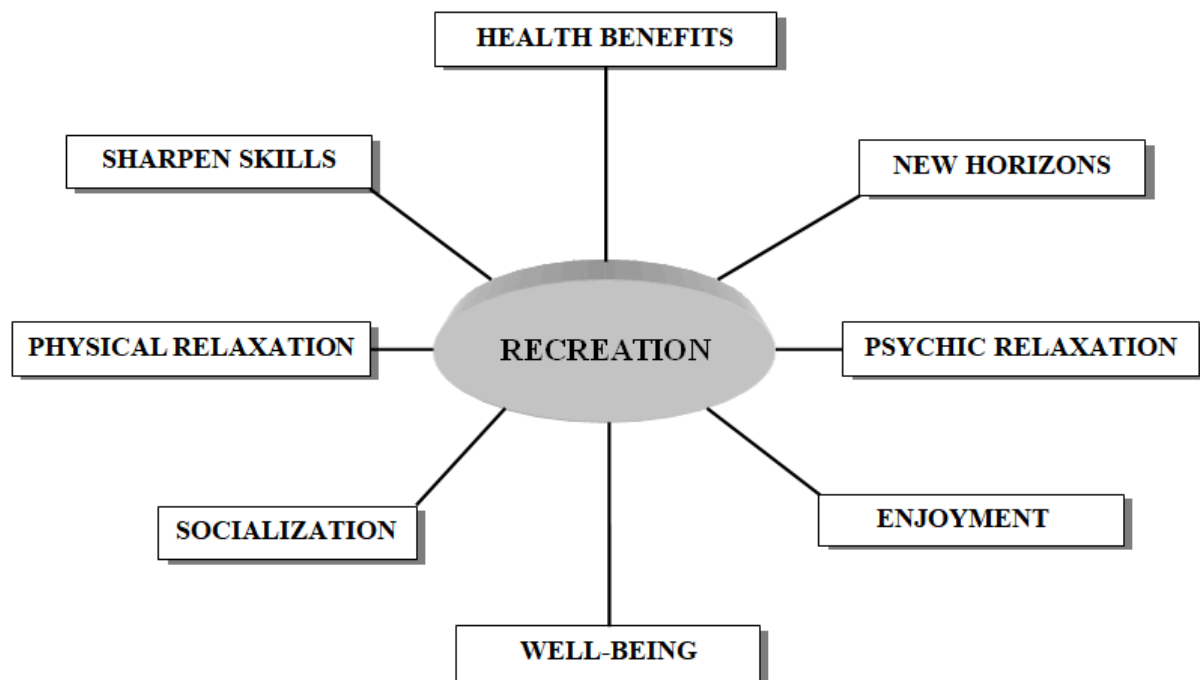 HEALTH BENEFITS
SHARPEN SKILLS
NEW HORIZONS
PHYSICAL RELAXATION
RECREATION
PSYCHIC RELAXATION
SOCIALIZATION
ENJOYMENT
WELL-BEING